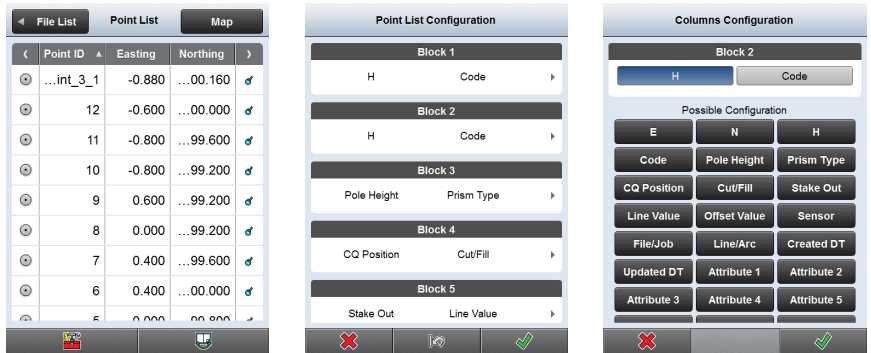 File List
Point List
Map
Point ID Easting Northing
...int_3_1 -0.880 ...00.160
12 -0.600 ...00.000
11 -0.800 ...99.600
10 -0.800 ...99.200
9 0.600 ...99.200
8 0.000 ...99.200
7 0.400 ...99.600
6 0.400 ...00.000
Point List Configuration
Block 1
H Code
Block 2
H Code
Block 3
Pole Height Prism Type
Block 4
CQ Position Cut/Fill
Block 5
Stake Out Line Value
Columns Configuration
Block 2
H Code
Possible Configuration
E N H
Code Pole Height Prism Type
CQ Position Cut/Fill Stake Out
Line Value Offset Value Sensor
File/Job Line/Arc Created DT
Updated DT Attribute 1 Attribute 2
Attribute 3 Attribute 4 Attribute 5